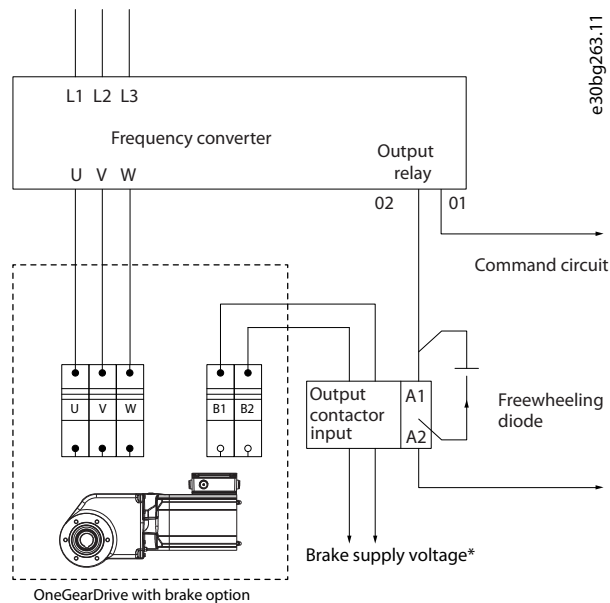 e30bg263.11
L1 L2 L3
Frequency converter
Output
relay
U V W
02 01
Command circuit
U V W
B1 B2
Output
contactor
input
A1
A2
Freewheeling
diode
Brake supply voltage*
OneGearDrive with brake option